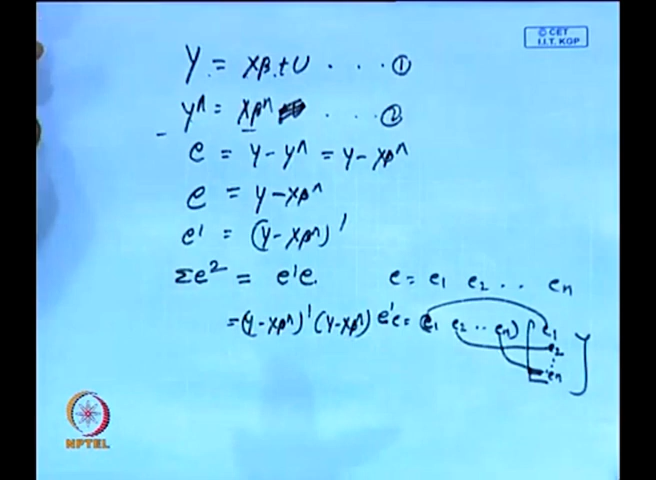 © CET
I.I.T. KGP
Y = Xβ + U . . . ①
y^ = Xβ^ . . . ②
e = y - y^ = y - xβ^
e = y - xβ^
e' = (y - xβ^)'
Σe² = e'e. e = e₁ e₂ . . eₙ
= (y - xβ^)' (y - xβ^) e'e = (e₁ e₂ . . eₙ) [e₁
e₂
⋮
eₙ]
NPTEL